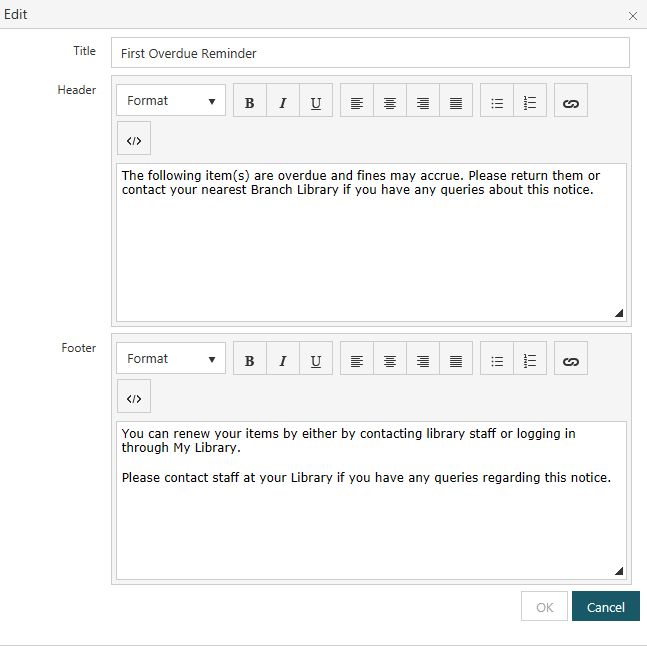 Edit
Title
First Overdue Reminder
Header
Format
B I U
</>
The following item(s) are overdue and fines may accrue. Please return them or
contact your nearest Branch Library if you have any queries about this notice.
Footer
Format
B I U
</>
You can renew your items by either by contacting library staff or logging in
through My Library.
Please contact staff at your Library if you have any queries regarding this notice.
OK Cancel